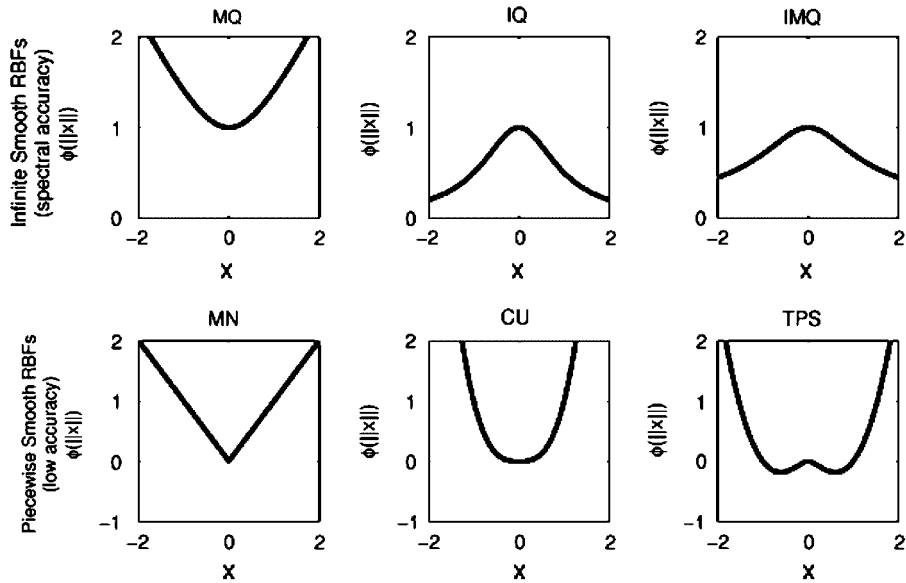 MQ
IQ
IMQ
Infinite Smooth RBFs
(spectral accuracy)
ϕ(||x||)
2
1
0
-2
0
2
X
ϕ(||x||)
2
1
0
-2
0
2
X
ϕ(||x||)
2
1
0
-2
0
2
X
MN
CU
TPS
Piecewise Smooth RBFs
(low accuracy)
ϕ(||x||)
2
1
0
-1
-2
0
2
X
ϕ(||x||)
2
1
0
-1
-2
0
2
X
ϕ(||x||)
2
1
0
-1
-2
0
2
X